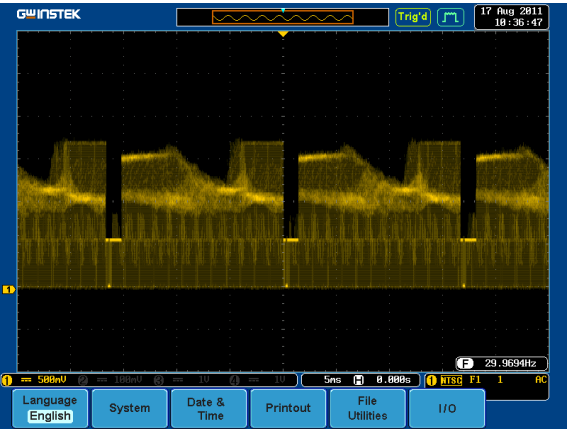 GWINSTEK
Trig'd
17 Aug 2011
10:36:47
1
F 29.9694Hz
1 500mV 2 100mV 3 1V 4 1V
5ms H 0.000s
1 NTSC F1 1 AC
Language
English
System
Date &
Time
Printout
File
Utilities
I/O